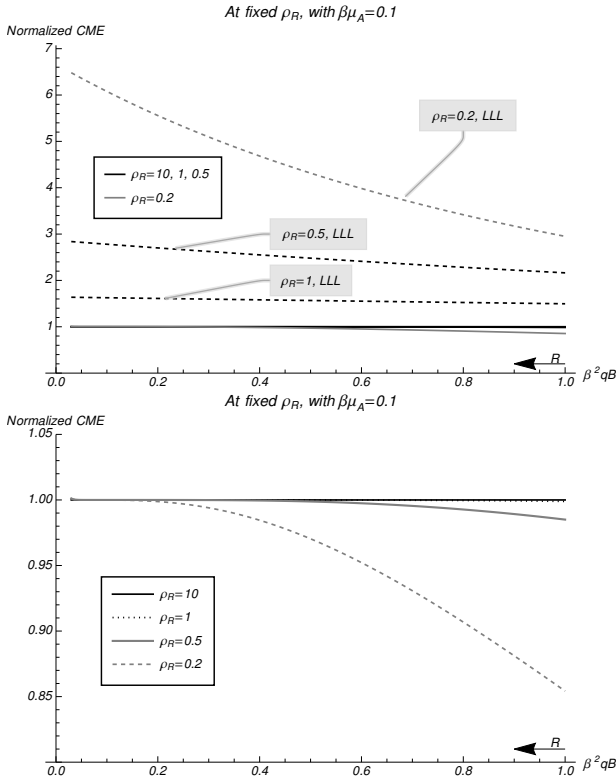 At fixed ρR, with βμA=0.1
Normalized CME
7
6
5
4
3
2
1
ρR=0.2, LLL
ρR=10, 1, 0.5
ρR=0.2
ρR=0.5, LLL
ρR=1, LLL
R
0.0 0.2 0.4 0.6 0.8 1.0
β²qB
At fixed ρR, with βμA=0.1
Normalized CME
1.05
1.00
0.95
0.90
0.85
ρR=10
ρR=1
ρR=0.5
ρR=0.2
R
0.0 0.2 0.4 0.6 0.8 1.0
β²qB